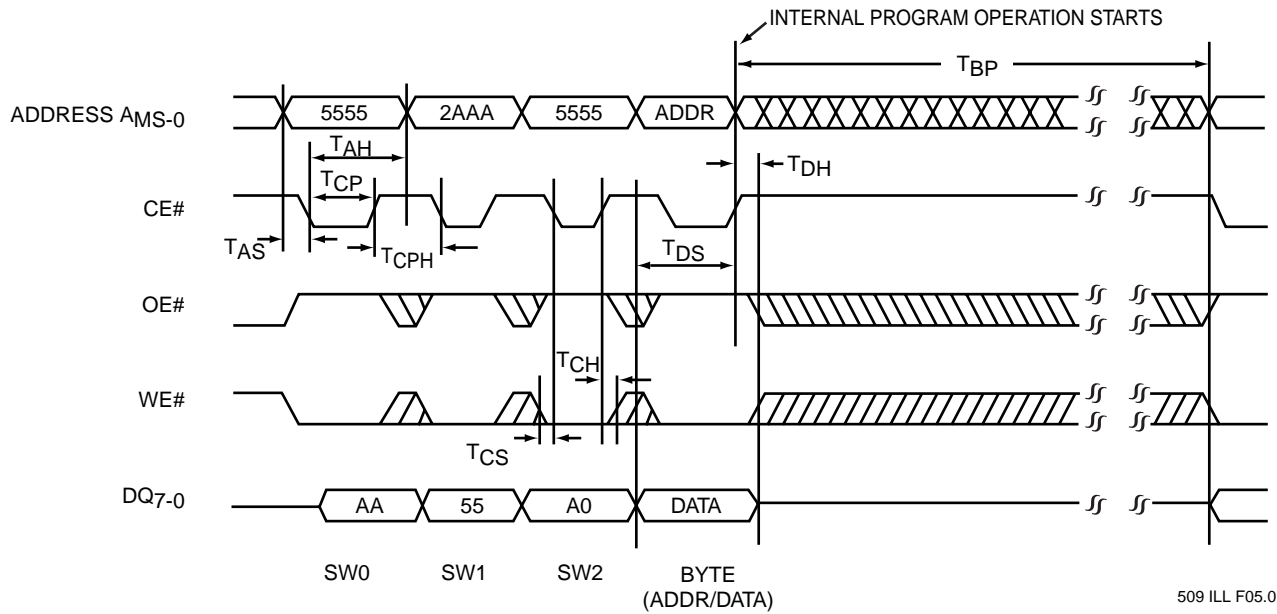 INTERNAL PROGRAM OPERATION STARTS
TBP
ADDRESS AMS-0
5555
2AAA
5555
ADDR
TAH
TDH
TCP
CE#
TAS
TCPH
TDS
OE#
TCH
WE#
TCS
DQ7-0
AA
55
A0
DATA
SW0
SW1
SW2
BYTE
(ADDR/DATA)
509 ILL F05.0